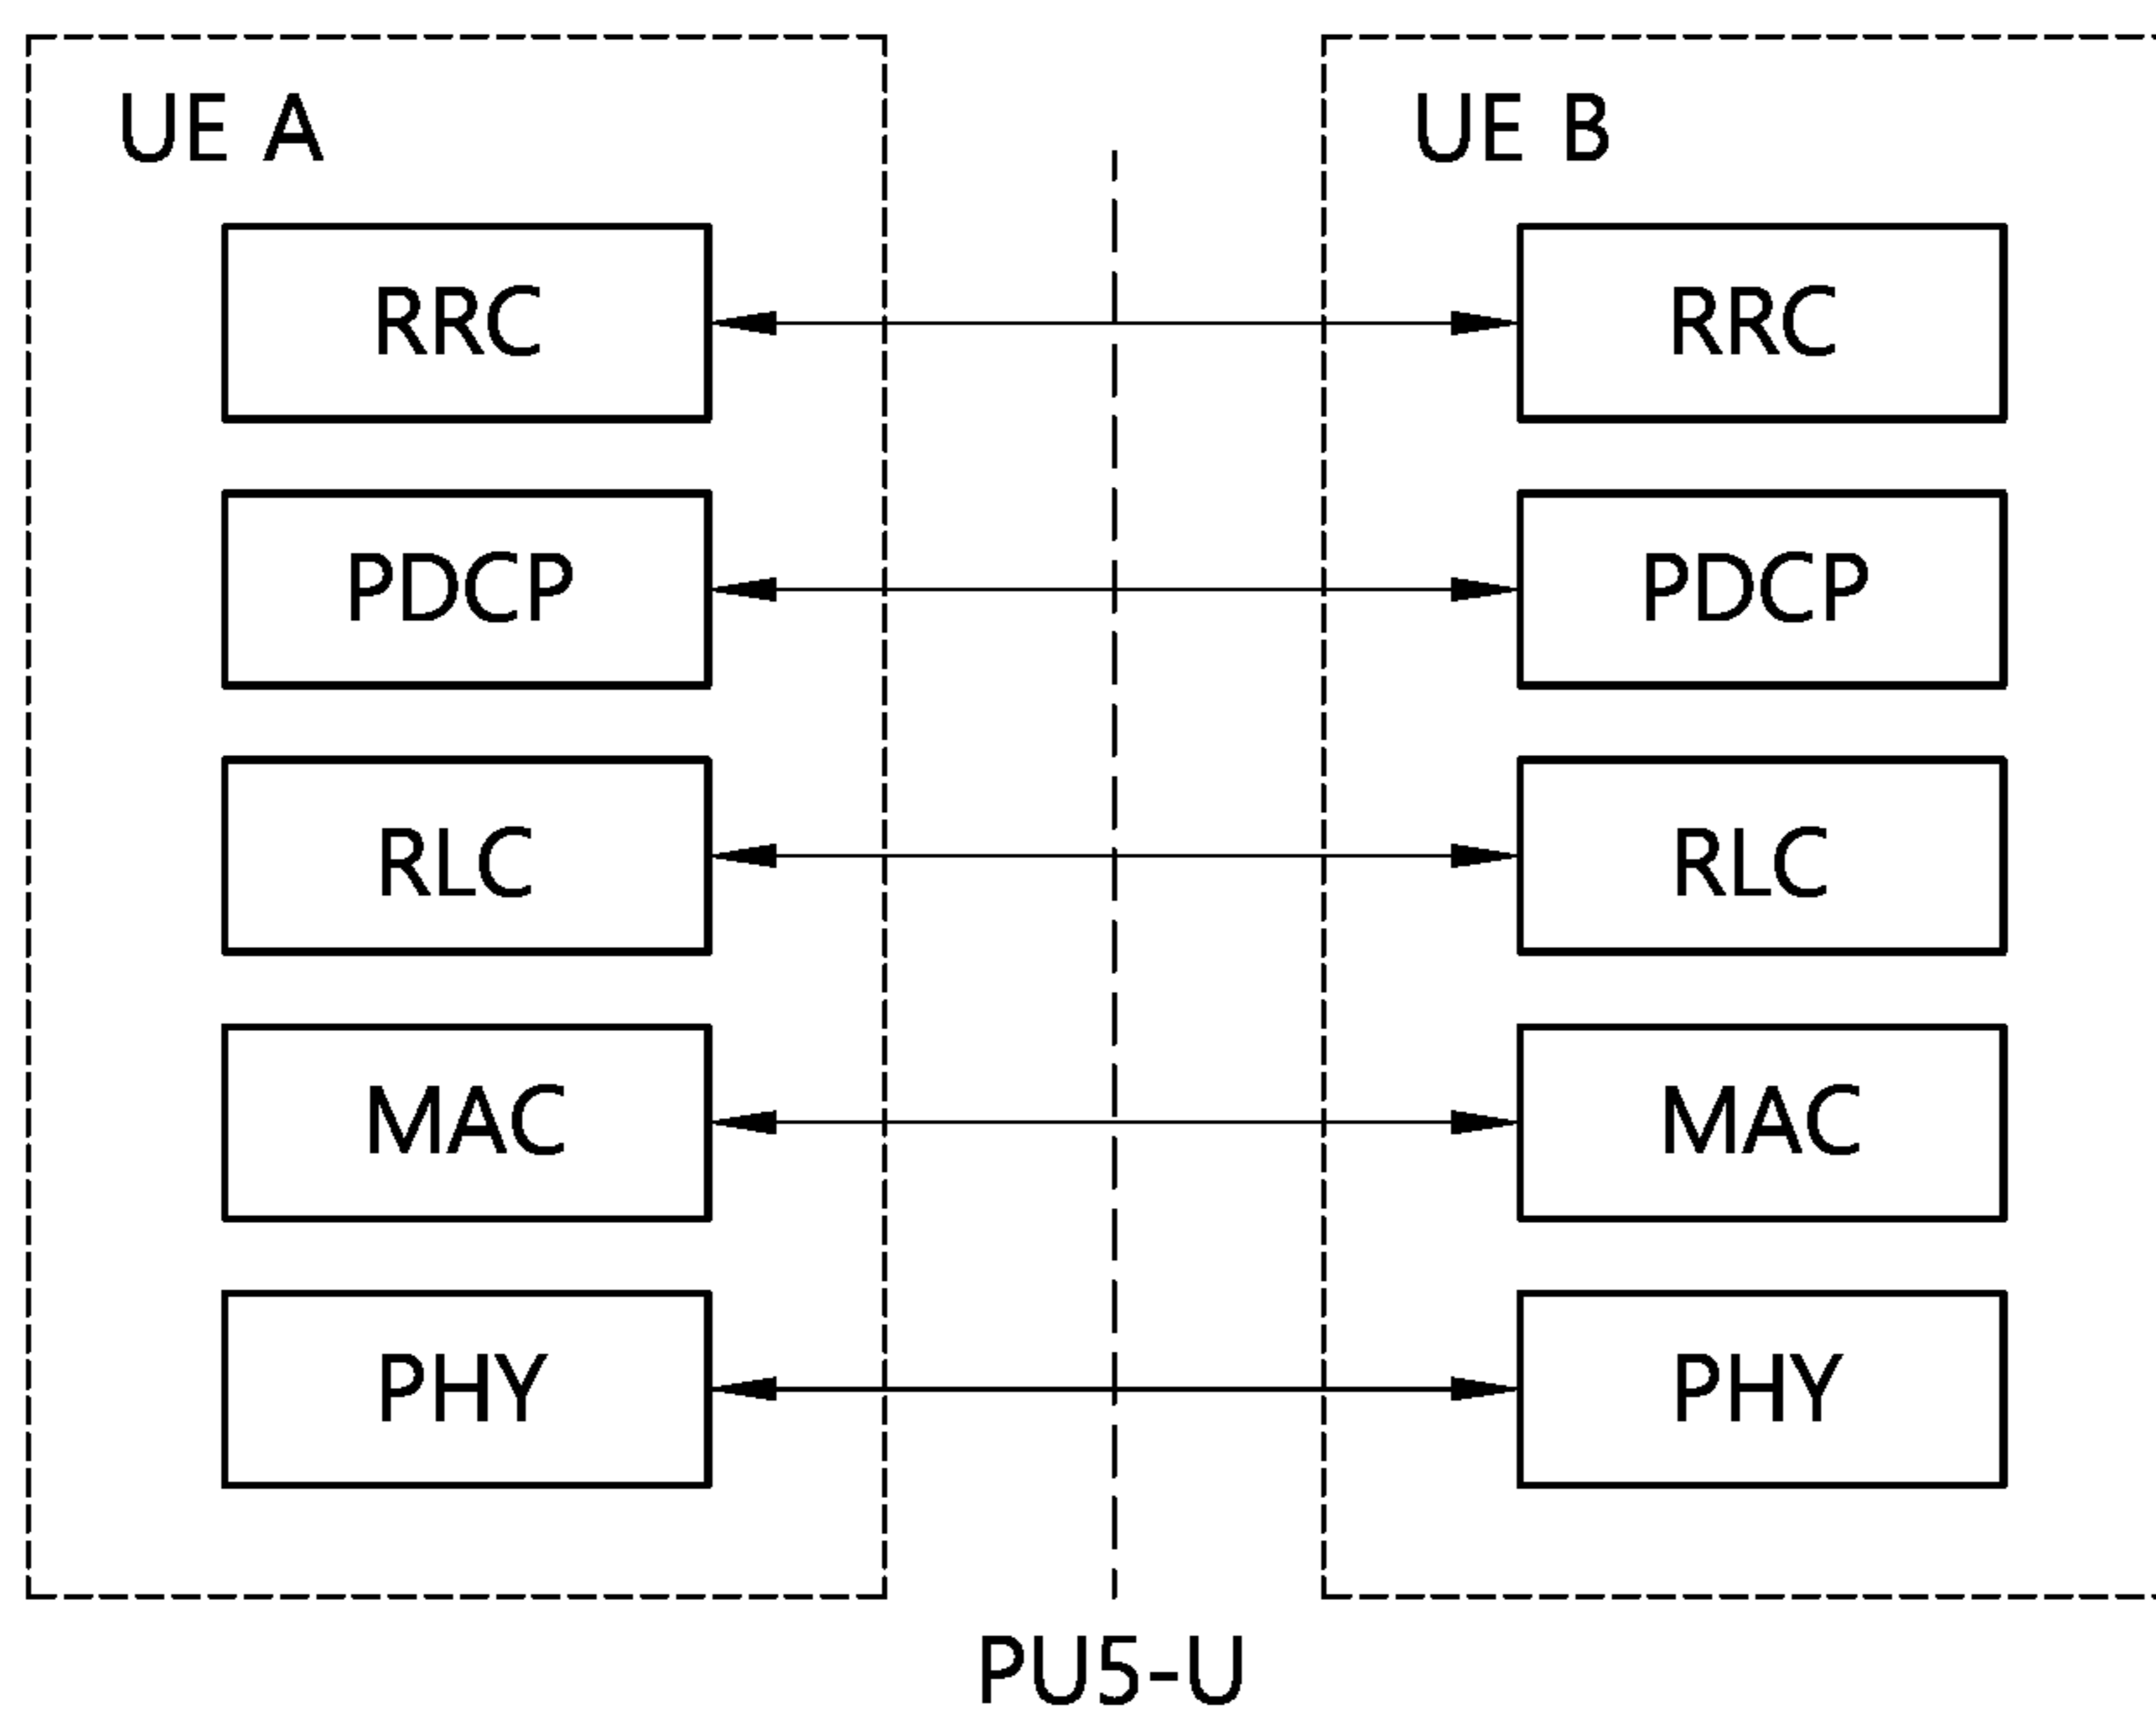 UE A UE B
RRC RRC
PDCP PDCP
RLC RLC
MAC MAC
PHY PHY
PU5-U